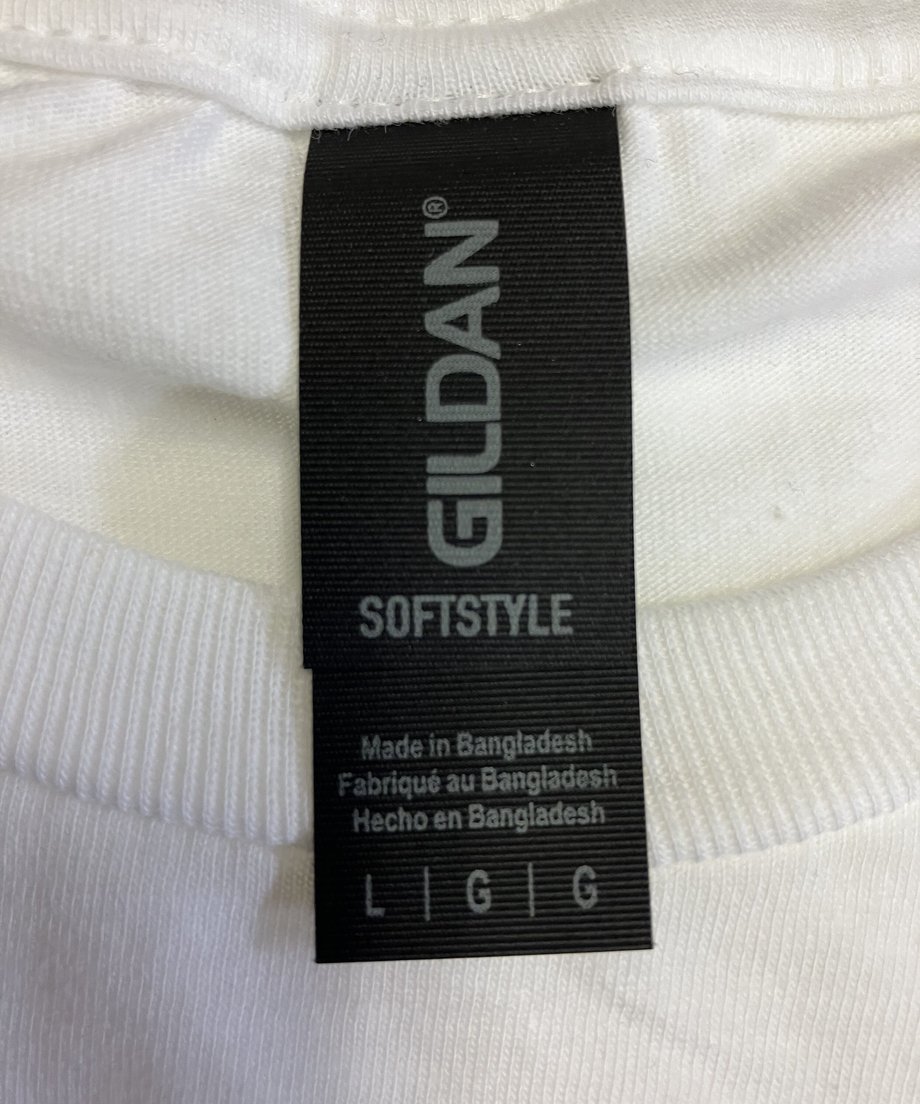 GILDAN®
SOFTSTYLE
Made in Bangladesh
Fabriqué au Bangladesh
Hecho en Bangladesh
L | G | G